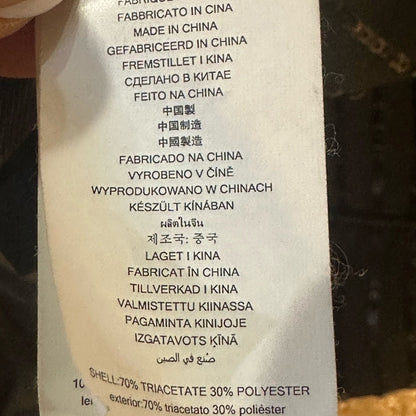 FABRIQUÉ
FABBRICATO IN CINA
MADE IN CHINA
GEFABRICEERD IN CHINA
FREMSTILLET I KINA
СДЕЛАНО В КИТАЕ
FEITO NA CHINA
中国製
中国制造
中國製造
FABRICADO NA CHINA
VYROBENO V ČÍNĚ
WYPRODUKOWANO W CHINACH
KÉSZÜLT KÍNÁBAN
ผลิตในจีน
제조국: 중국
LAGET I KINA
FABRICAT ÎN CHINA
TILLVERKAD I KINA
VALMISTETTU KIINASSA
PAGAMINTA KINIJOJE
IZGATAVOTS ĶĪNĀ
صُنع في الصين
SHELL:70% TRIACETATE 30% POLYESTER
exterior:70% triacetato 30% poliéster